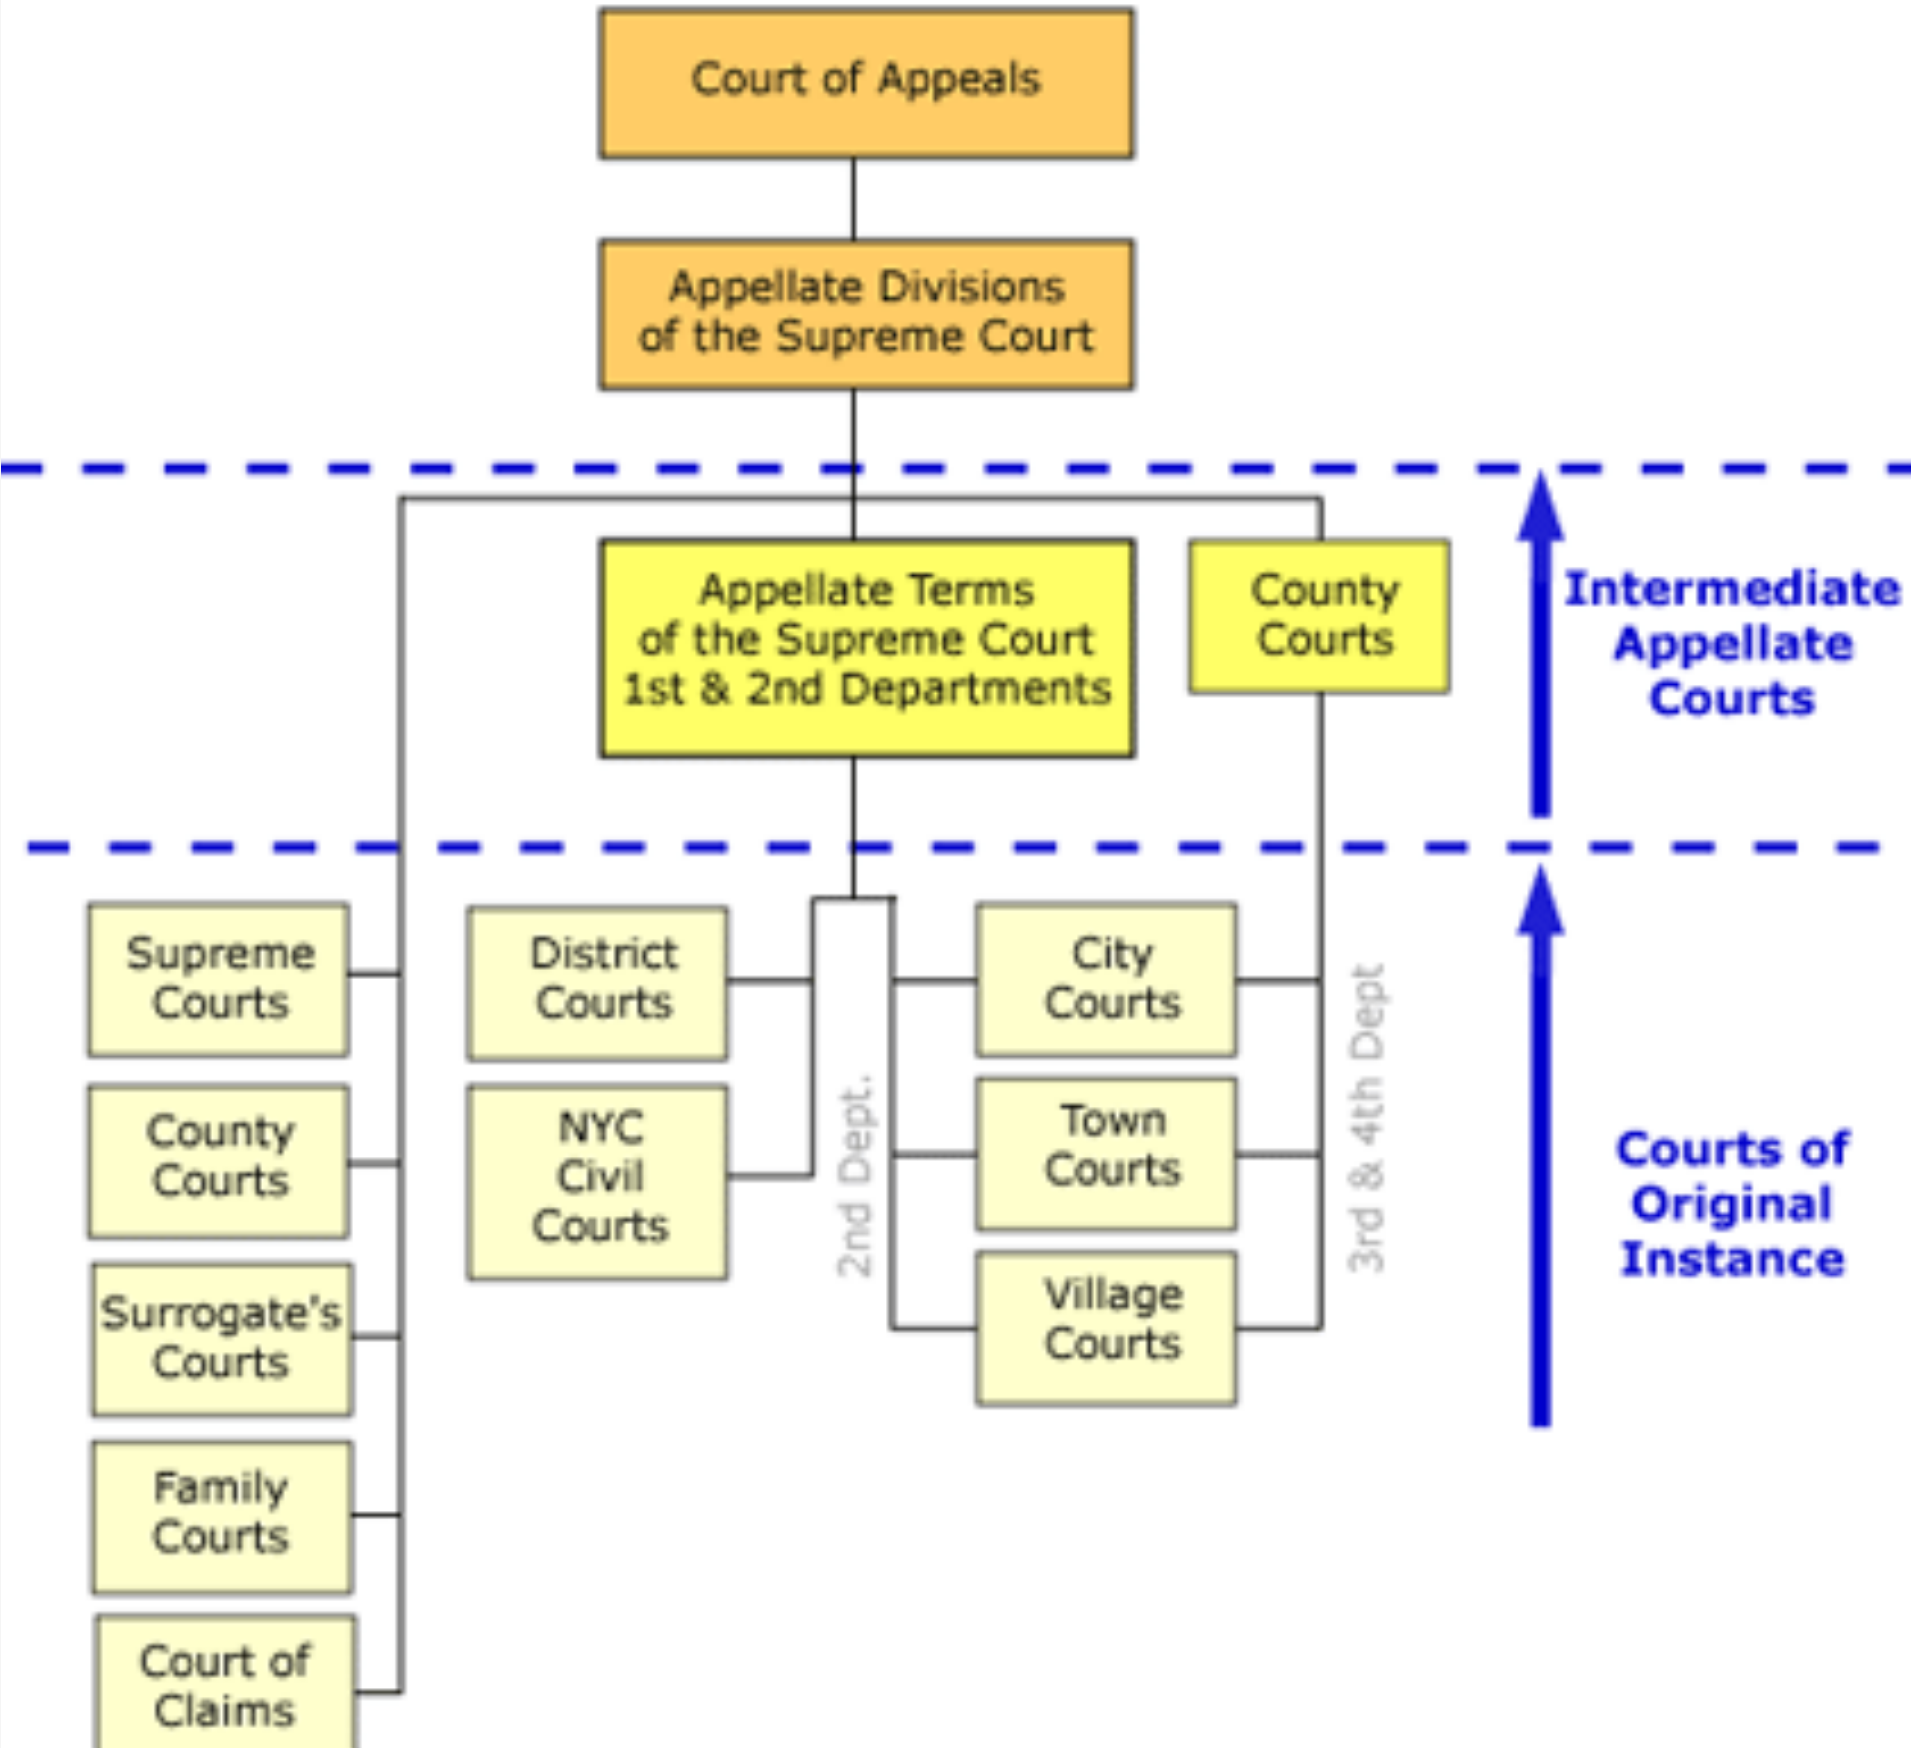 Court of Appeals
Appellate Divisions
of the Supreme Court
Appellate Terms
of the Supreme Court
1st & 2nd Departments
County
Courts
Intermediate
Appellate
Courts
Supreme
Courts
County
Courts
Surrogate's
Courts
Family
Courts
Court of
Claims
District
Courts
NYC
Civil
Courts
2nd Dept.
City
Courts
Town
Courts
Village
Courts
3rd & 4th Dept
Courts of
Original
Instance